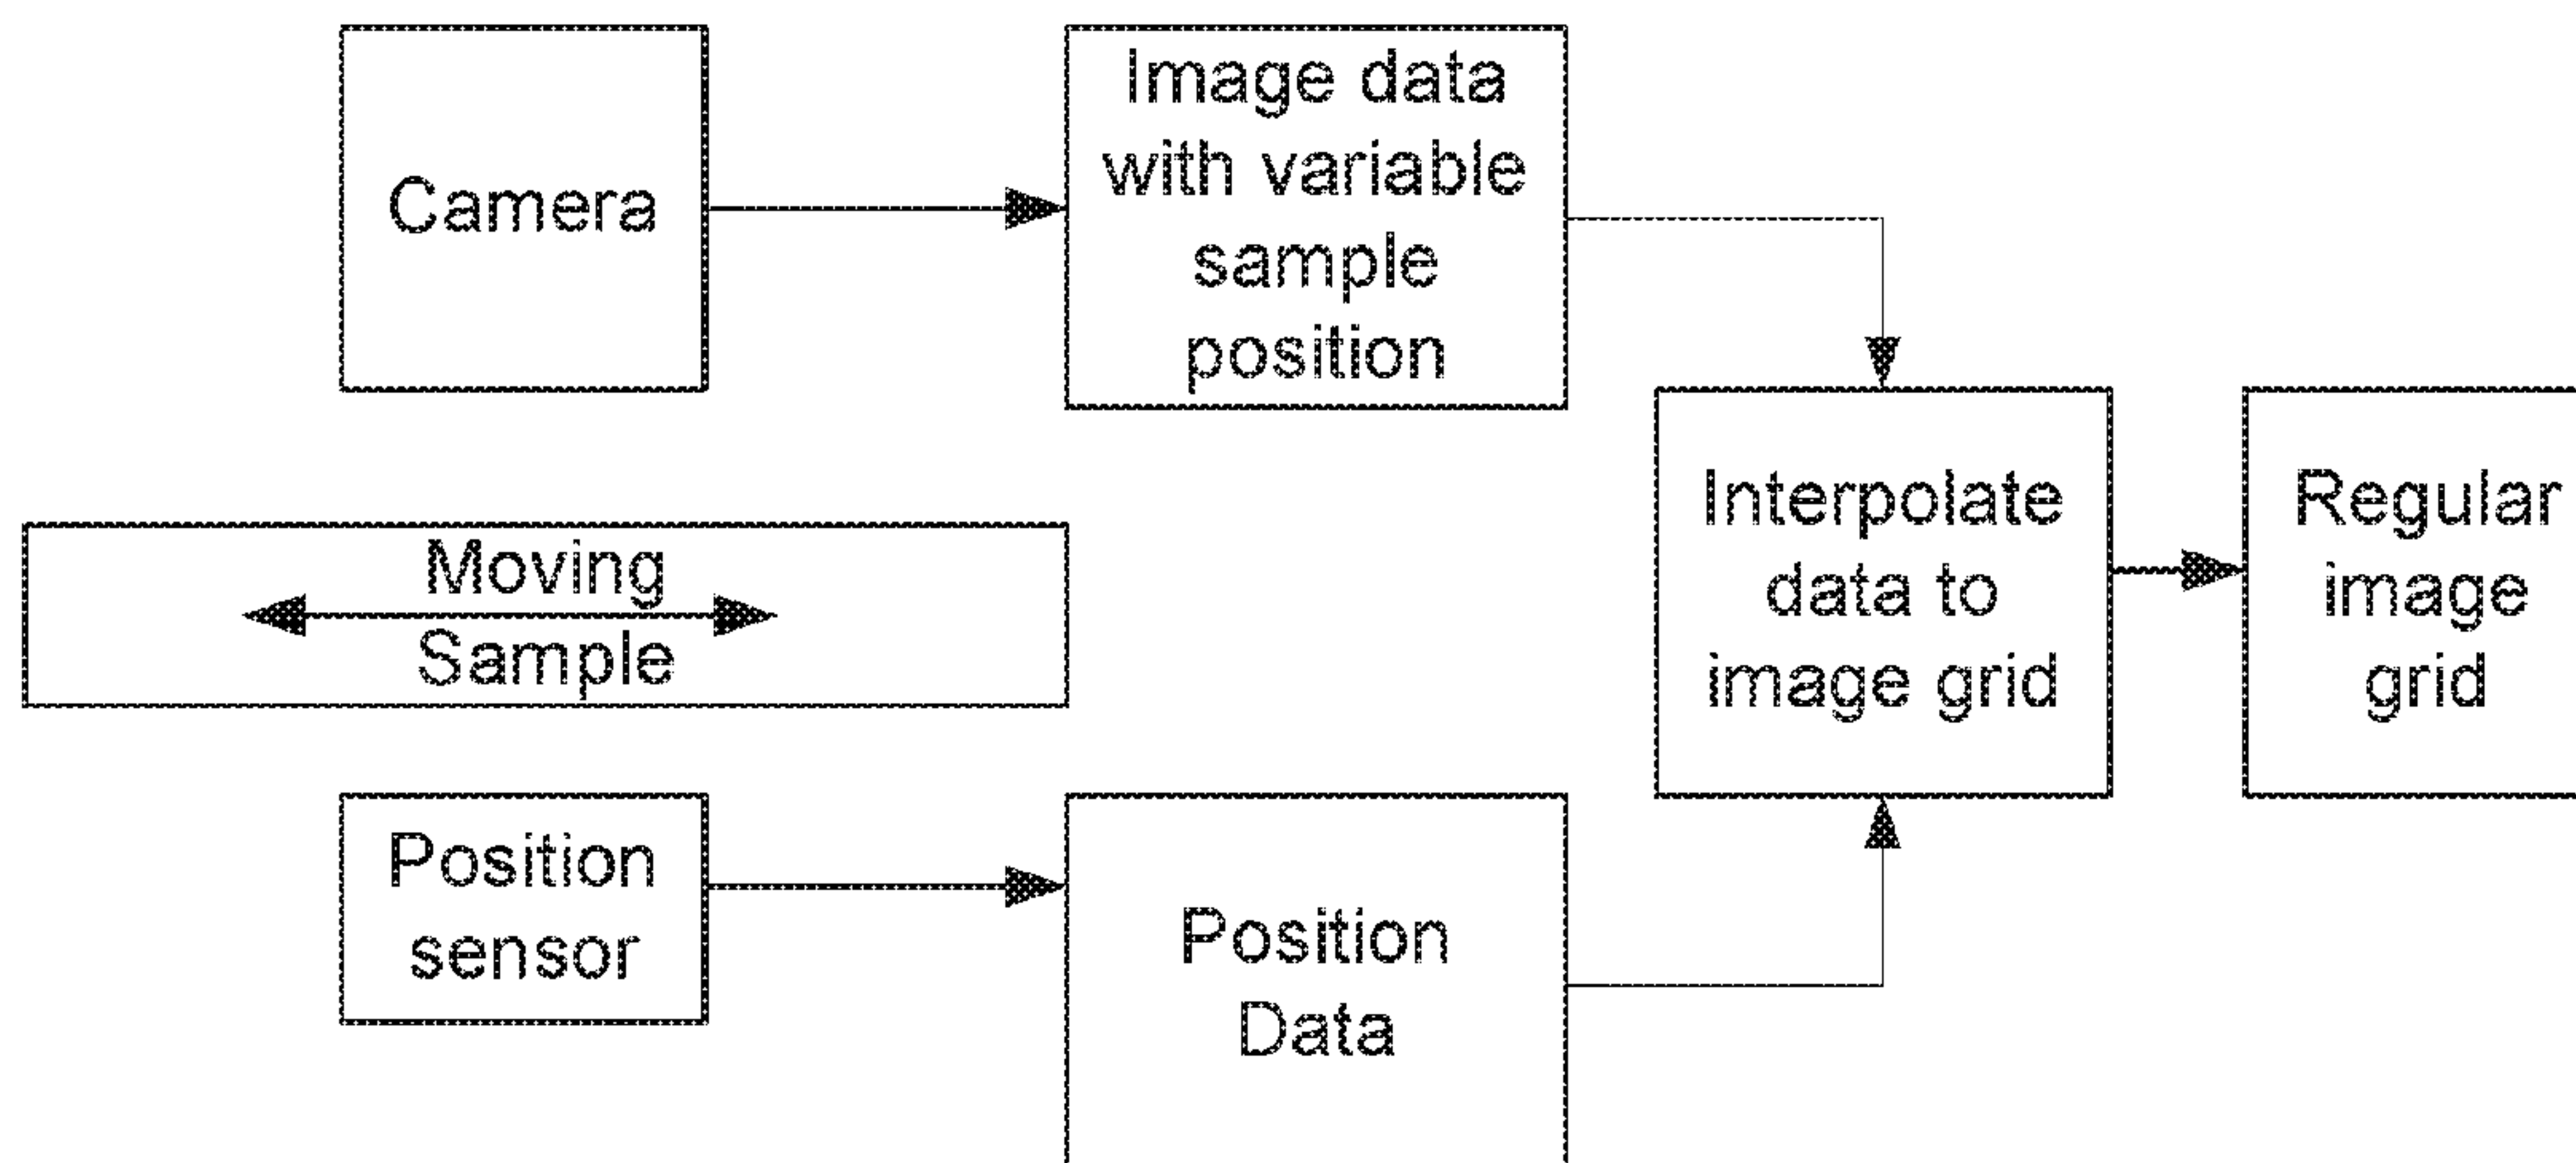 Camera
Image data
with variable
sample
position
Moving
Sample
Interpolate
data to
image grid
Regular
image
grid
Position
sensor
Position
Data